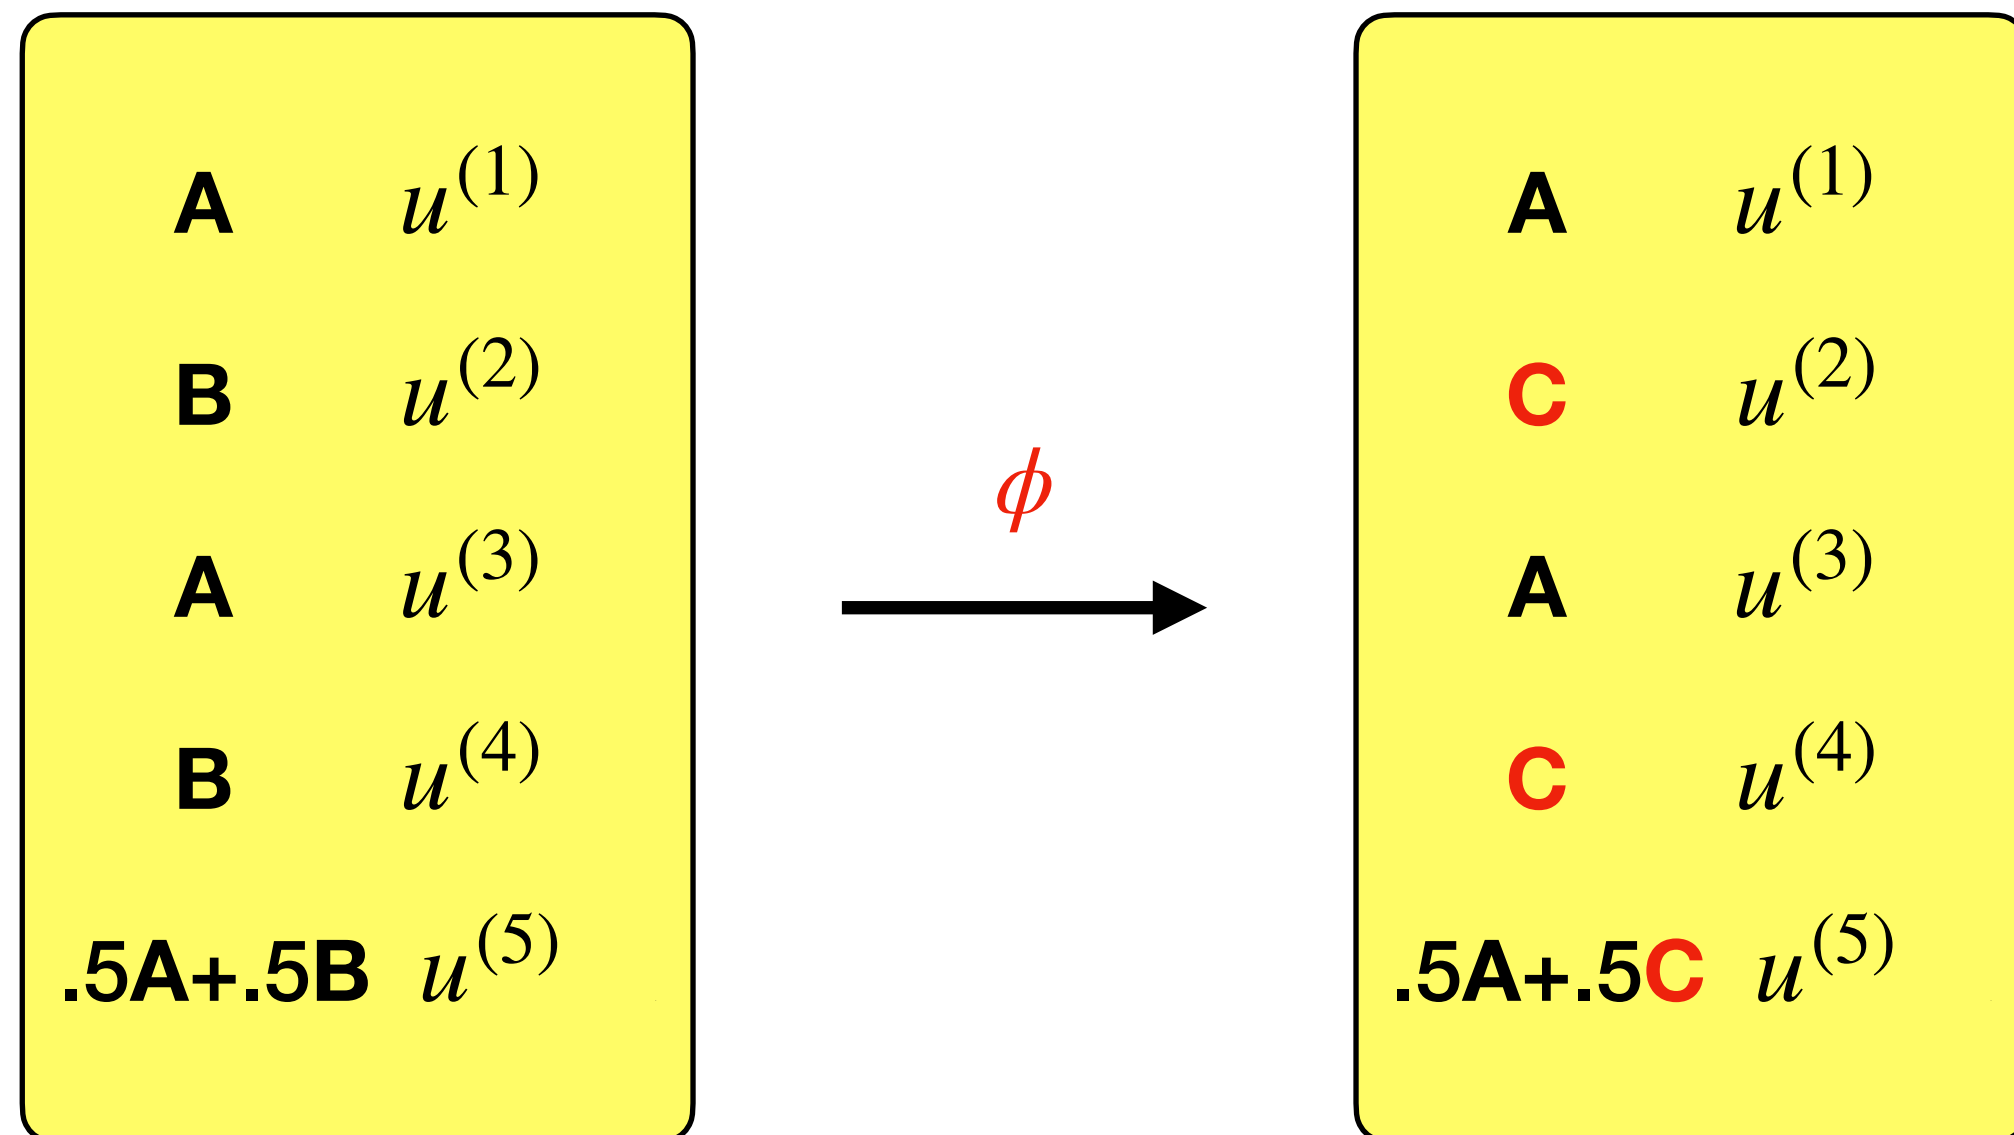 A u^(1)
B u^(2)
A u^(3)
B u^(4)
.5A+.5B u^(5)
ϕ
A u^(1)
C u^(2)
A u^(3)
C u^(4)
.5A+.5C u^(5)